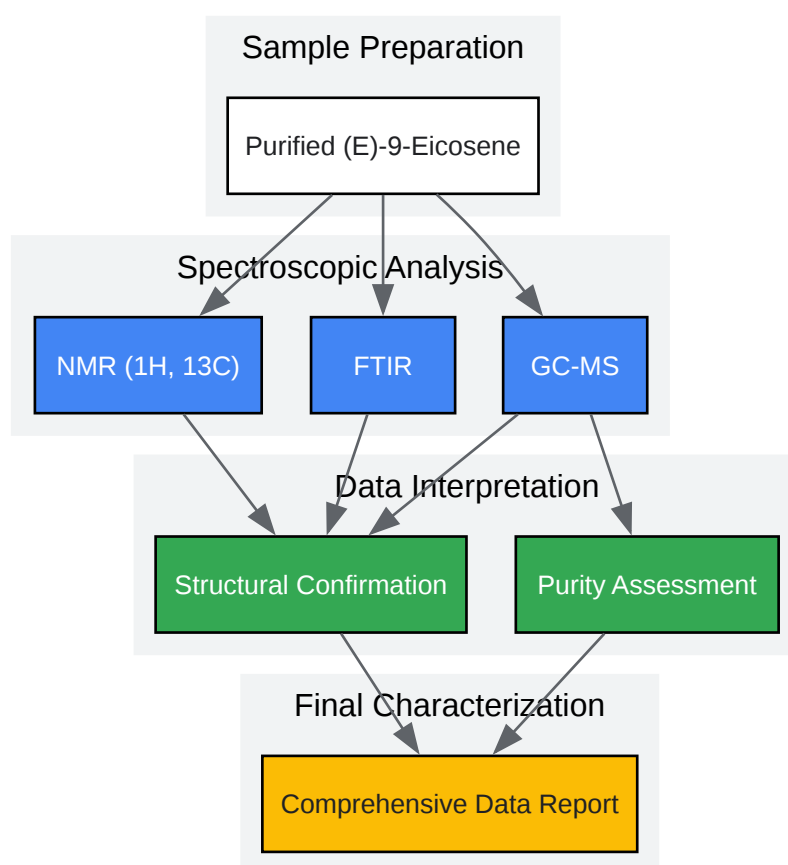 Sample Preparation
Purified (E)-9-Eicosene
Spectroscopic Analysis
NMR (1H, 13C)
FTIR
GC-MS
Data Interpretation
Structural Confirmation
Purity Assessment
Final Characterization
Comprehensive Data Report